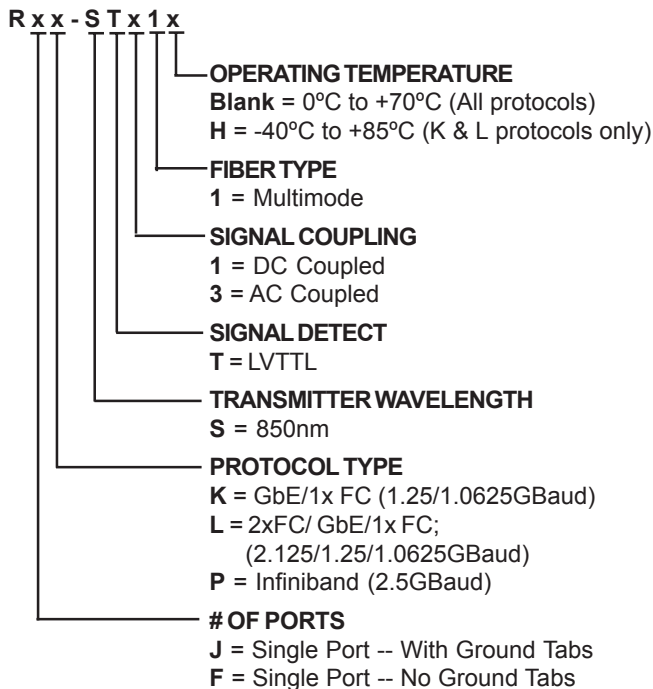 R x x - S T x 1 x
OPERATING TEMPERATURE
Blank = 0ºC to +70ºC (All protocols)
H = -40ºC to +85ºC (K & L protocols only)
FIBER TYPE
1 = Multimode
SIGNAL COUPLING
1 = DC Coupled
3 = AC Coupled
SIGNAL DETECT
T = LVTTL
TRANSMITTER WAVELENGTH
S = 850nm
PROTOCOL TYPE
K = GbE/1x FC (1.25/1.0625GBaud)
L = 2xFC/ GbE/1x FC;
(2.125/1.25/1.0625GBaud)
P = Infiniband (2.5GBaud)
# OF PORTS
J = Single Port -- With Ground Tabs
F = Single Port -- No Ground Tabs